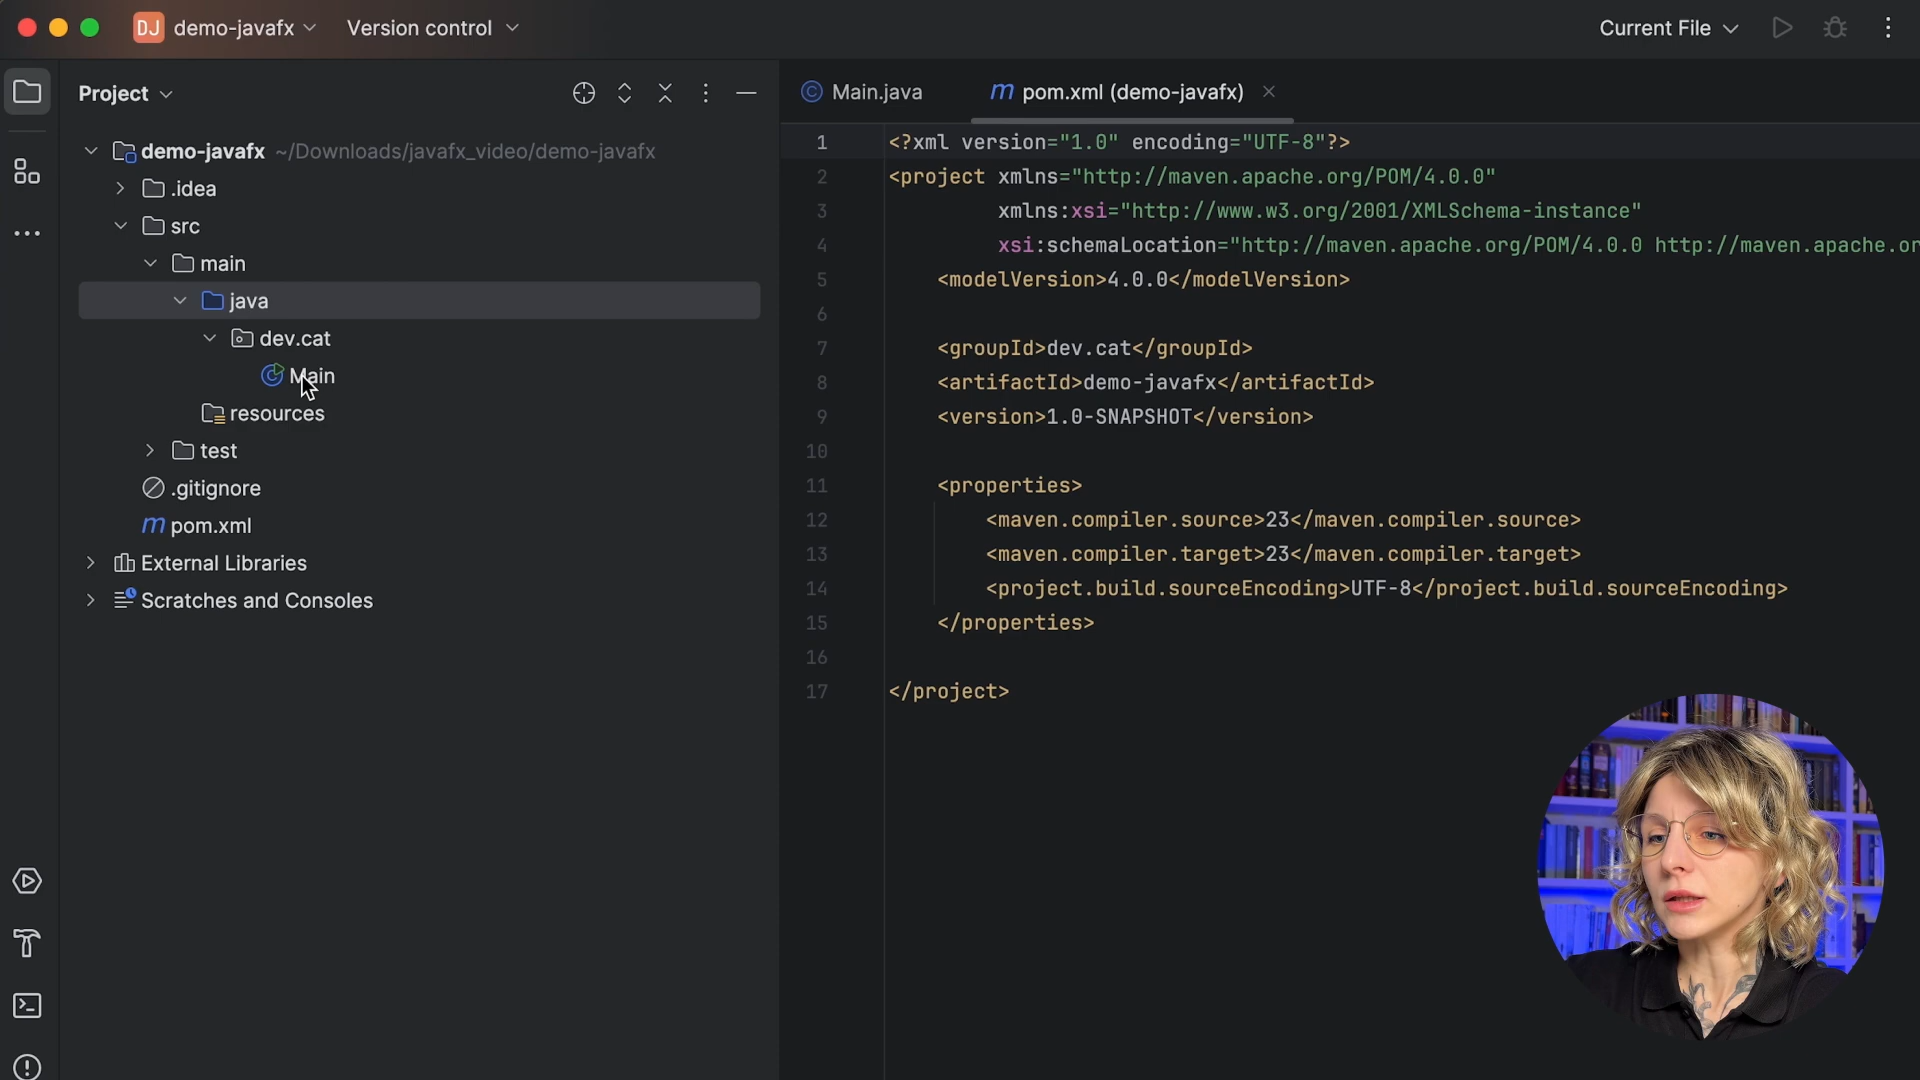 DJ demo-javafx Version control Current File
Project
Main.java
m pom.xml (demo-javafx)
demo-javafx ~/Downloads/javafx_video/demo-javafx
.idea
src
main
java
dev.cat
Main
resources
test
.gitignore
m pom.xml
External Libraries
Scratches and Consoles
1 <?xml version="1.0" encoding="UTF-8"?>
2 <project xmlns="http://maven.apache.org/POM/4.0.0"
3 xmlns:xsi="http://www.w3.org/2001/XMLSchema-instance"
4 xsi:schemaLocation="http://maven.apache.org/POM/4.0.0 http://maven.apache.or
5 <modelVersion>4.0.0</modelVersion>
6
7 <groupId>dev.cat</groupId>
8 <artifactId>demo-javafx</artifactId>
9 <version>1.0-SNAPSHOT</version>
10
11 <properties>
12 <maven.compiler.source>23</maven.compiler.source>
13 <maven.compiler.target>23</maven.compiler.target>
14 <project.build.sourceEncoding>UTF-8</project.build.sourceEncoding>
15 </properties>
16
17 </project>